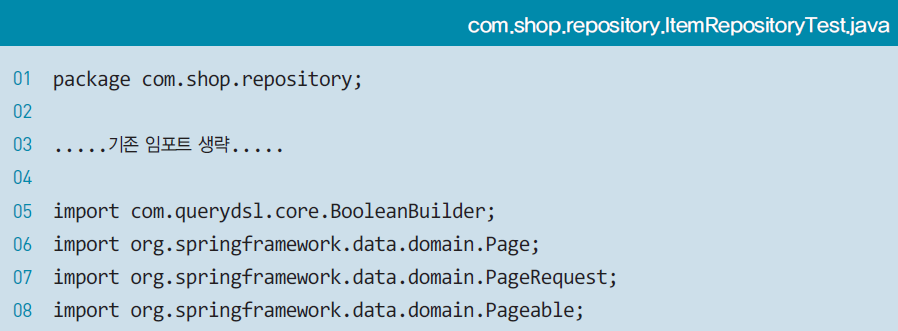 com.shop.repository.ItemRepositoryTest.java
01 package com.shop.repository;
02
03 .....기존 임포트 생략.....
04
05 import com.querydsl.core.BooleanBuilder;
06 import org.springframework.data.domain.Page;
07 import org.springframework.data.domain.PageRequest;
08 import org.springframework.data.domain.Pageable;